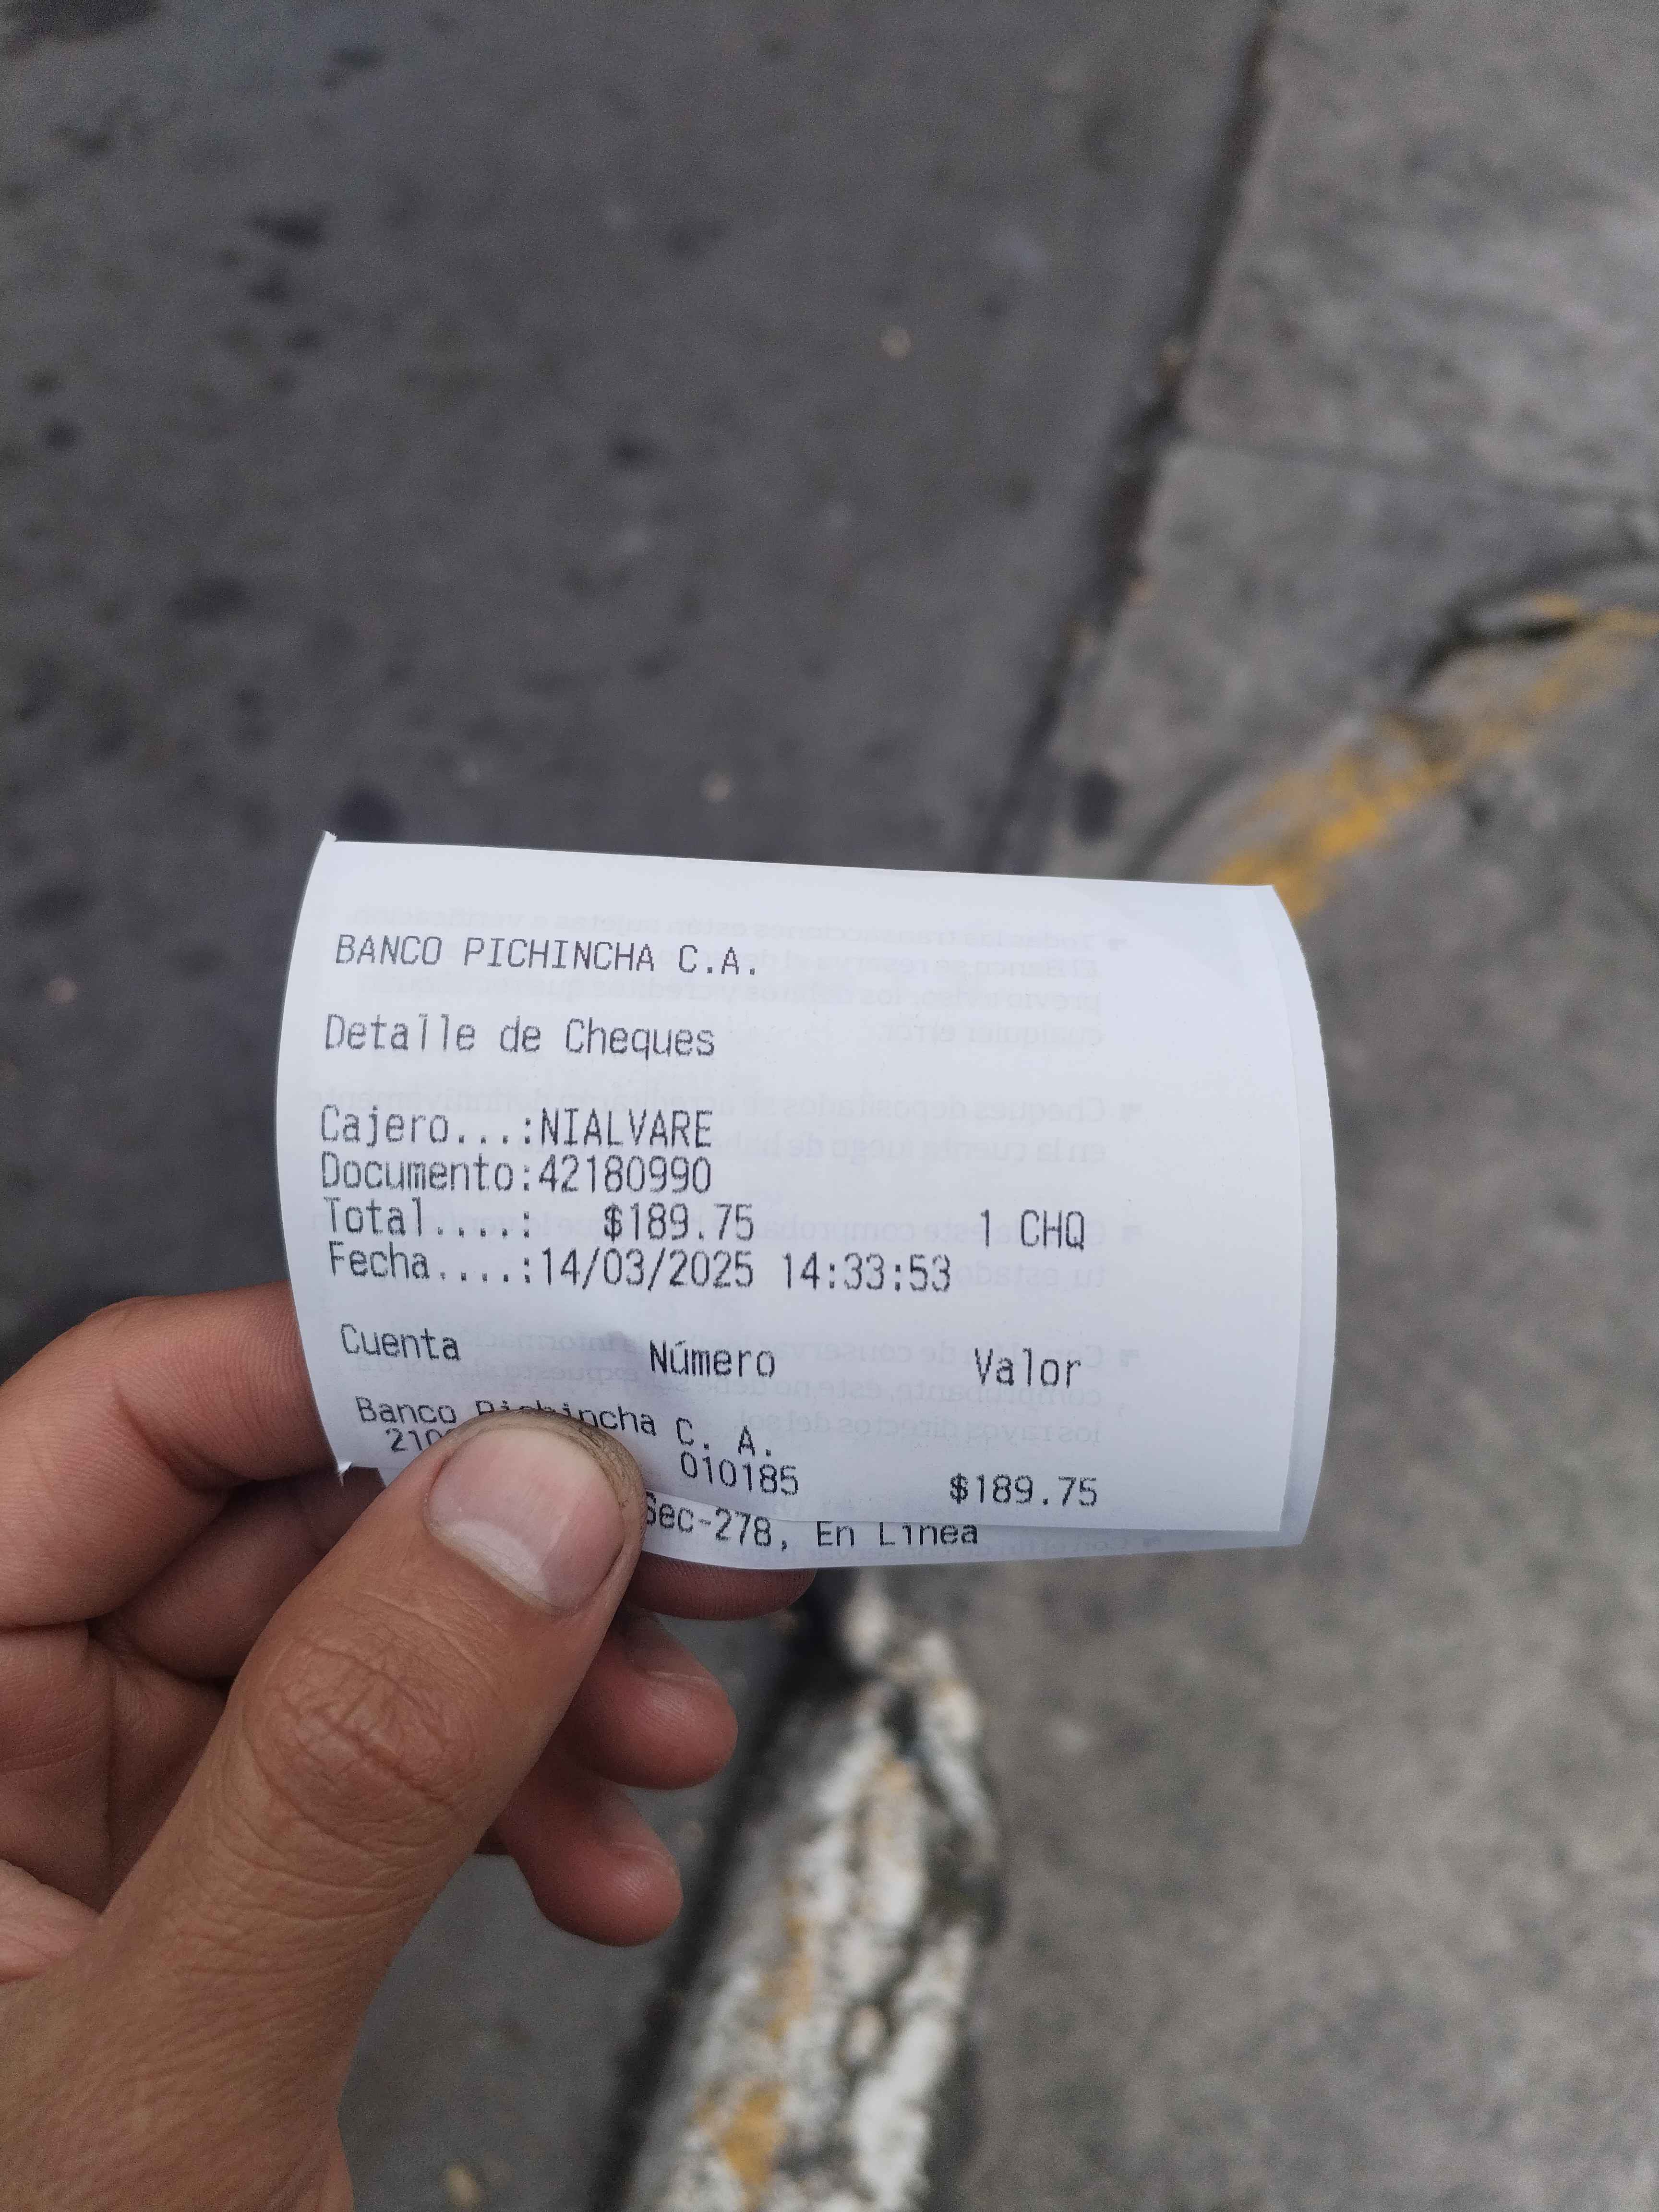 BANCO PICHINCHA C.A.
Detalle de Cheques
Cajero...:NIALVARE
Documento:42180990
Total....: $189.75 1 CHQ
Fecha....:14/03/2025 14:33:53
Cuenta Número Valor
Banco Pichincha C. A.
010185 $189.75
Sec-278, En Linea